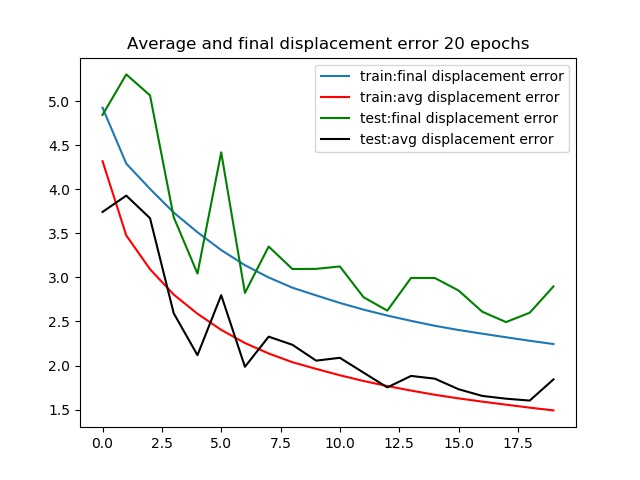 Average and final displacement error 20 epochs
train:final displacement error
train:avg displacement error
test:final displacement error
test:avg displacement error
5.0
4.5
4.0
3.5
3.0
2.5
2.0
1.5
0.0 2.5 5.0 7.5 10.0 12.5 15.0 17.5